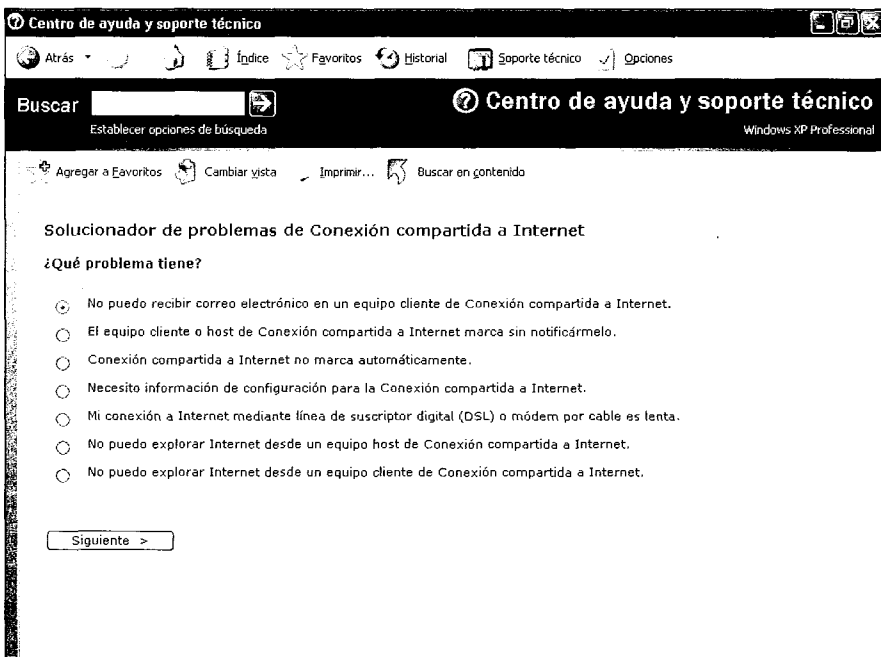 Centro de ayuda y soporte técnico
Atrás Índice Favoritos Historial Soporte técnico Opciones
Buscar Centro de ayuda y soporte técnico
Establecer opciones de búsqueda Windows XP Professional
Agregar a Favoritos Cambiar vista Imprimir... Buscar en contenido
Solucionador de problemas de Conexión compartida a Internet
¿Qué problema tiene?
No puedo recibir correo electrónico en un equipo cliente de Conexión compartida a Internet.
El equipo cliente o host de Conexión compartida a Internet marca sin notificármelo.
Conexión compartida a Internet no marca automáticamente.
Necesito información de configuración para la Conexión compartida a Internet.
Mi conexión a Internet mediante línea de suscriptor digital (DSL) o módem por cable es lenta.
No puedo explorar Internet desde un equipo host de Conexión compartida a Internet.
No puedo explorar Internet desde un equipo cliente de Conexión compartida a Internet.
Siguiente >